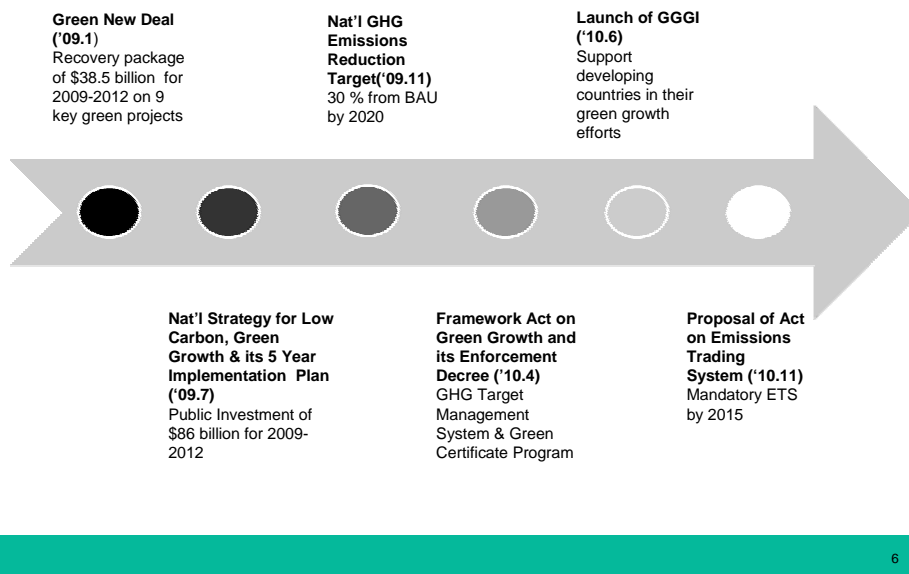 Green New Deal
(’09.1)
Recovery package
of $38.5 billion for
2009-2012 on 9
key green projects
Nat’l GHG
Emissions
Reduction
Target(‘09.11)
30 % from BAU
by 2020
Launch of GGGI
(‘10.6)
Support
developing
countries in their
green growth
efforts
Nat’l Strategy for Low
Carbon, Green
Growth & its 5 Year
Implementation Plan
(‘09.7)
Public Investment of
$86 billion for 2009-
2012
Framework Act on
Green Growth and
its Enforcement
Decree (’10.4)
GHG Target
Management
System & Green
Certificate Program
Proposal of Act
on Emissions
Trading
System (‘10.11)
Mandatory ETS
by 2015
6